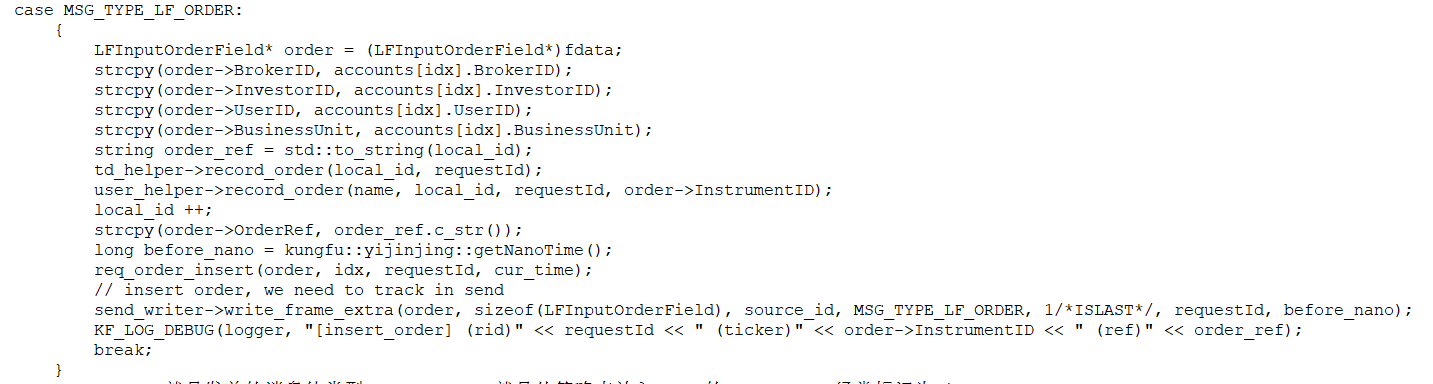 case MSG_TYPE_LF_ORDER:
{
LFInputOrderField* order = (LFInputOrderField*)fdata;
strcpy(order->BrokerID, accounts[idx].BrokerID);
strcpy(order->InvestorID, accounts[idx].InvestorID);
strcpy(order->UserID, accounts[idx].UserID);
strcpy(order->BusinessUnit, accounts[idx].BusinessUnit);
string order_ref = std::to_string(local_id);
td_helper->record_order(local_id, requestId);
user_helper->record_order(name, local_id, requestId, order->InstrumentID);
local_id ++;
strcpy(order->OrderRef, order_ref.c_str());
long before_nano = kungfu::yijinjing::getNanoTime();
req_order_insert(order, idx, requestId, cur_time);
// insert order, we need to track in send
send_writer->write_frame_extra(order, sizeof(LFInputOrderField), source_id, MSG_TYPE_LF_ORDER, 1/*ISLAST*/, requestId, before_nano);
KF_LOG_DEBUG(logger, "[insert_order] (rid)" << requestId << " (ticker)" << order->InstrumentID << " (ref)" << order_ref);
break;
}